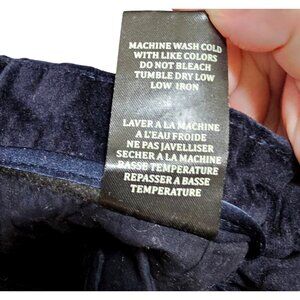 MACHINE WASH COLD
WITH LIKE COLORS
DO NOT BLEACH
TUMBLE DRY LOW
LOW IRON
LAVER A LA MACHINE
A L'EAU FROIDE
NE PAS JAVELLISER
SECHER A LA MACHINE
BASSE TEMPERATURE
REPASSER A BASSE
TEMPERATURE